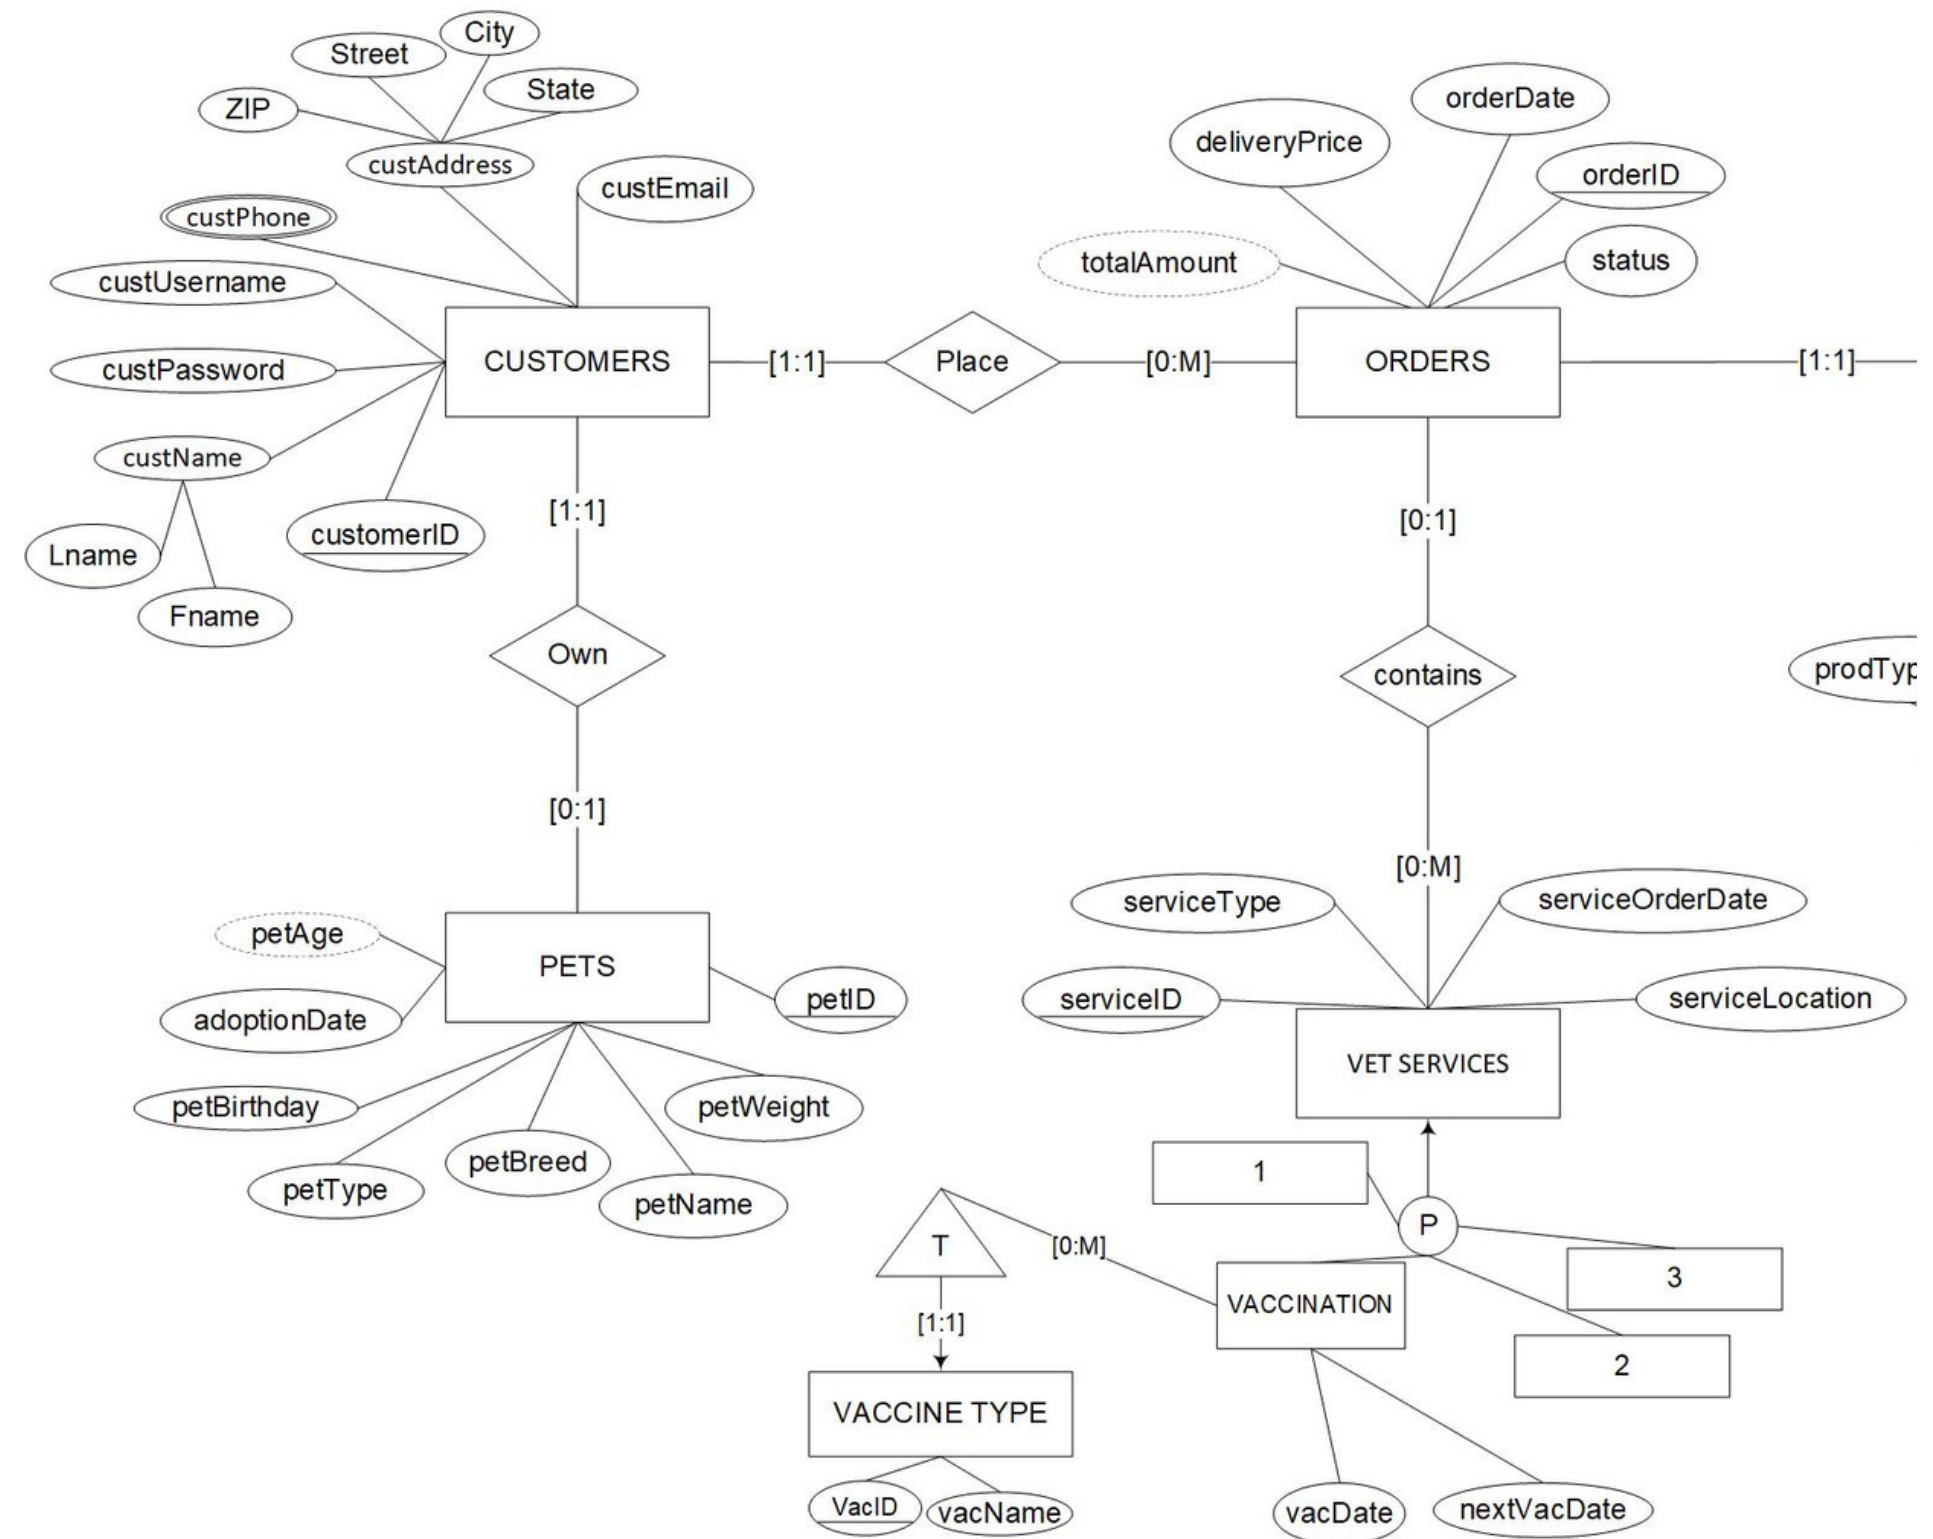 City
Street
State
ZIP
custAddress
custEmail
custPhone
custUsername
custPassword
custName
Lname
Fname
customerID
CUSTOMERS
[1:1]
Place
[0:M]
orderDate
deliveryPrice
orderID
totalAmount
status
ORDERS
[1:1]
[1:1]
Own
[0:1]
[0:1]
contains
[0:M]
prodTyp
petAge
adoptionDate
PETS
petID
petBirthday
petType
petBreed
petName
petWeight
serviceType
serviceOrderDate
serviceID
serviceLocation
VET SERVICES
1
P
3
2
T
[0:M]
VACCINATION
[1:1]
VACCINE TYPE
VacID
vacName
vacDate
nextVacDate